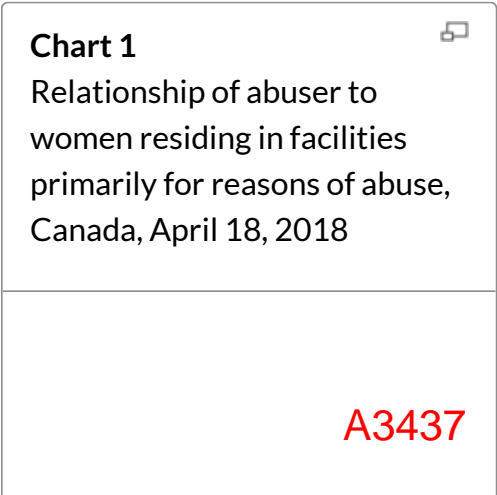 Chart 1
Relationship of abuser to
women residing in facilities
primarily for reasons of abuse,
Canada, April 18, 2018
A3437